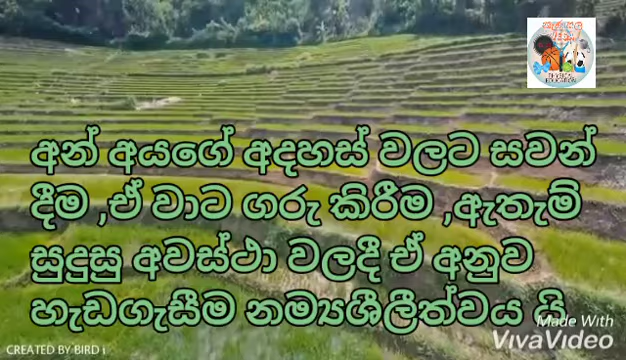 අන් අයගේ අදහස් වලට සවන්
දීම ,ඒ වාට ගරු කිරීම ,ඇතැම්
සුදුසු අවස්ථා වලදී ඒ අනුව
හැඩගැසීම නම්‍යශීලීත්වය යි
Made With
VivaVideo
CREATED BY-BIRD i